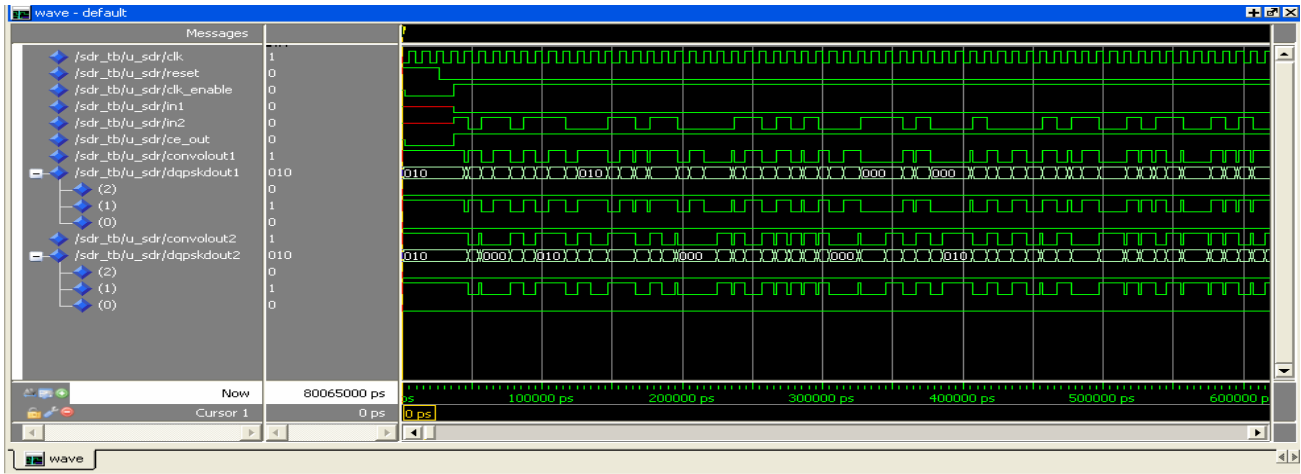 wave - default
Messages
/sdr_tb/u_sdr/clk 1
/sdr_tb/u_sdr/reset 0
/sdr_tb/u_sdr/clk_enable 0
/sdr_tb/u_sdr/in1 0
/sdr_tb/u_sdr/in2 0
/sdr_tb/u_sdr/ce_out 0
/sdr_tb/u_sdr/convolout1 1
/sdr_tb/u_sdr/dqpskdout1 010 010 010 000 000
(2) 0
(1) 1
(0) 0
/sdr_tb/u_sdr/convolout2 1
/sdr_tb/u_sdr/dqpskdout2 010 010 000 010 000 000 010
(2) 0
(1) 1
(0) 0
Now 80065000 ps ps 100000 ps 200000 ps 300000 ps 400000 ps 500000 ps 600000 p
Cursor 1 0 ps 0 ps
wave